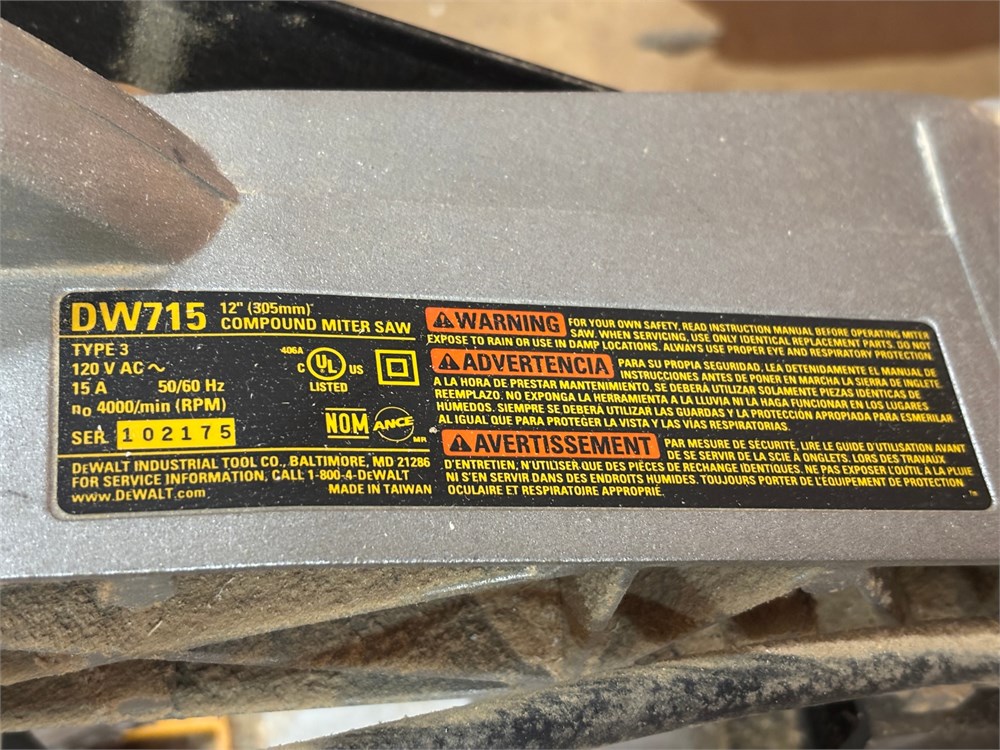 DW715 12" (305mm)
COMPOUND MITER SAW
TYPE 3
120 V AC ~
15 A 50/60 Hz
n₀ 4000/min (RPM)
SER. 102175
406A
C UL US
LISTED
NOM ANCE
MR
DEWALT INDUSTRIAL TOOL CO., BALTIMORE, MD 21286
FOR SERVICE INFORMATION, CALL 1-800-4-DEWALT
www.DEWALT.com MADE IN TAIWAN
WARNING FOR YOUR OWN SAFETY, READ INSTRUCTION MANUAL BEFORE OPERATING MITER
SAW. WHEN SERVICING, USE ONLY IDENTICAL REPLACEMENT PARTS. DO NOT
EXPOSE TO RAIN OR USE IN DAMP LOCATIONS. ALWAYS USE PROPER EYE AND RESPIRATORY PROTECTION.
ADVERTENCIA PARA SU PROPIA SEGURIDAD, LEA DETENIDAMENTE EL MANUAL DE
INSTRUCCIONES ANTES DE PONER EN MARCHA LA SIERRA DE INGLETE.
A LA HORA DE PRESTAR MANTENIMIENTO, SE DEBERÁ UTILIZAR SOLAMENTE PIEZAS IDENTICAS DE
REEMPLAZO. NO EXPONGA LA HERRAMIENTA A LA LLUVIA NI LA HAGA FUNCIONAR EN LOS LUGARES
HÚMEDOS. SIEMPRE SE DEBERÁ UTILIZAR LAS GUARDAS Y LA PROTECCIÓN APROPIADA PARA ESMERILAR
AL IGUAL QUE PARA PROTEGER LA VISTA Y LAS VÍAS RESPIRATORIAS.
AVERTISSEMENT PAR MESURE DE SÉCURITÉ, LIRE LE GUIDE D'UTILISATION AVANT
DE SE SERVIR DE LA SCIE À ONGLETS. LORS DES TRAVAUX
D'ENTRETIEN, N'UTILISER QUE DES PIÈCES DE RECHANGE IDENTIQUES. NE PAS EXPOSER L'OUTIL À LA PLUIE
NI S'EN SERVIR DANS DES ENDROITS HUMIDES. TOUJOURS PORTER DE L'ÉQUIPEMENT DE PROTECTION
OCULAIRE ET RESPIRATOIRE APPROPRIÉ. ™